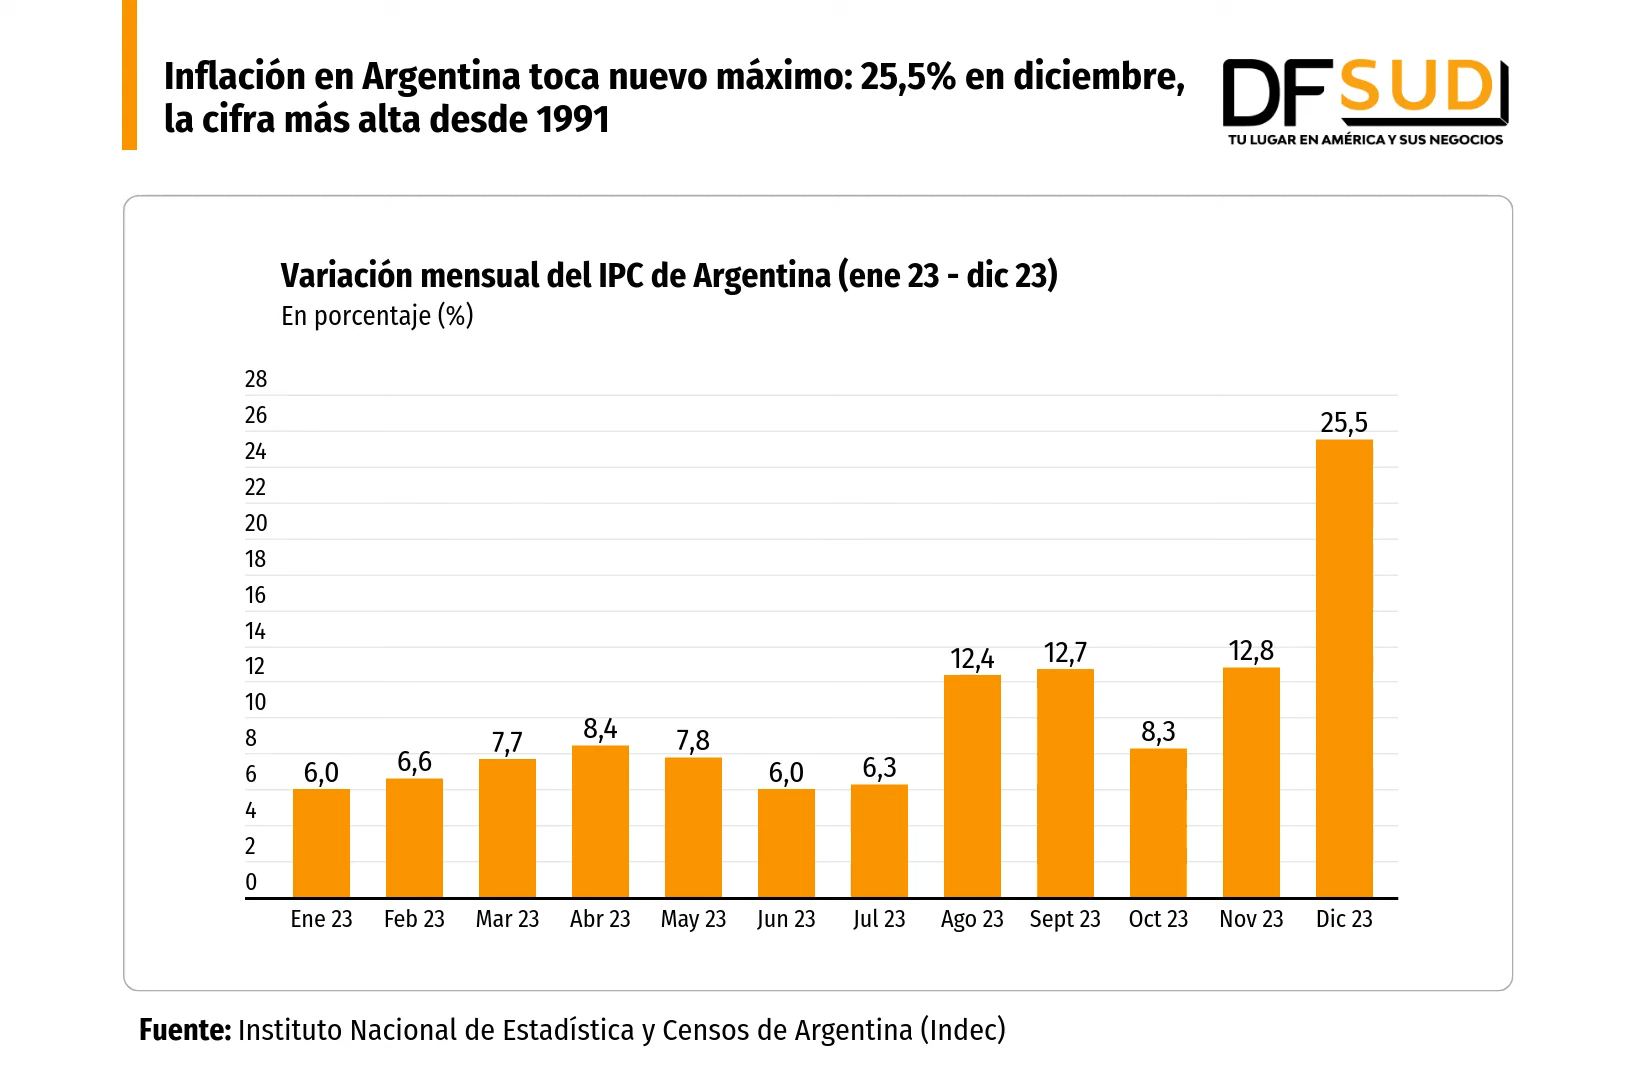 Inflación en Argentina toca nuevo máximo: 25,5% en diciembre,
la cifra más alta desde 1991
DFSUD
TU LUGAR EN AMÉRICA Y SUS NEGOCIOS
Variación mensual del IPC de Argentina (ene 23 - dic 23)
En porcentaje (%)
28
26
24
22
20
18
16
14
12
10
8
6
4
2
0
6,0
6,6
7,7
8,4
7,8
6,0
6,3
12,4
12,7
8,3
12,8
25,5
Ene 23
Feb 23
Mar 23
Abr 23
May 23
Jun 23
Jul 23
Ago 23
Sept 23
Oct 23
Nov 23
Dic 23
Fuente: Instituto Nacional de Estadística y Censos de Argentina (Indec)